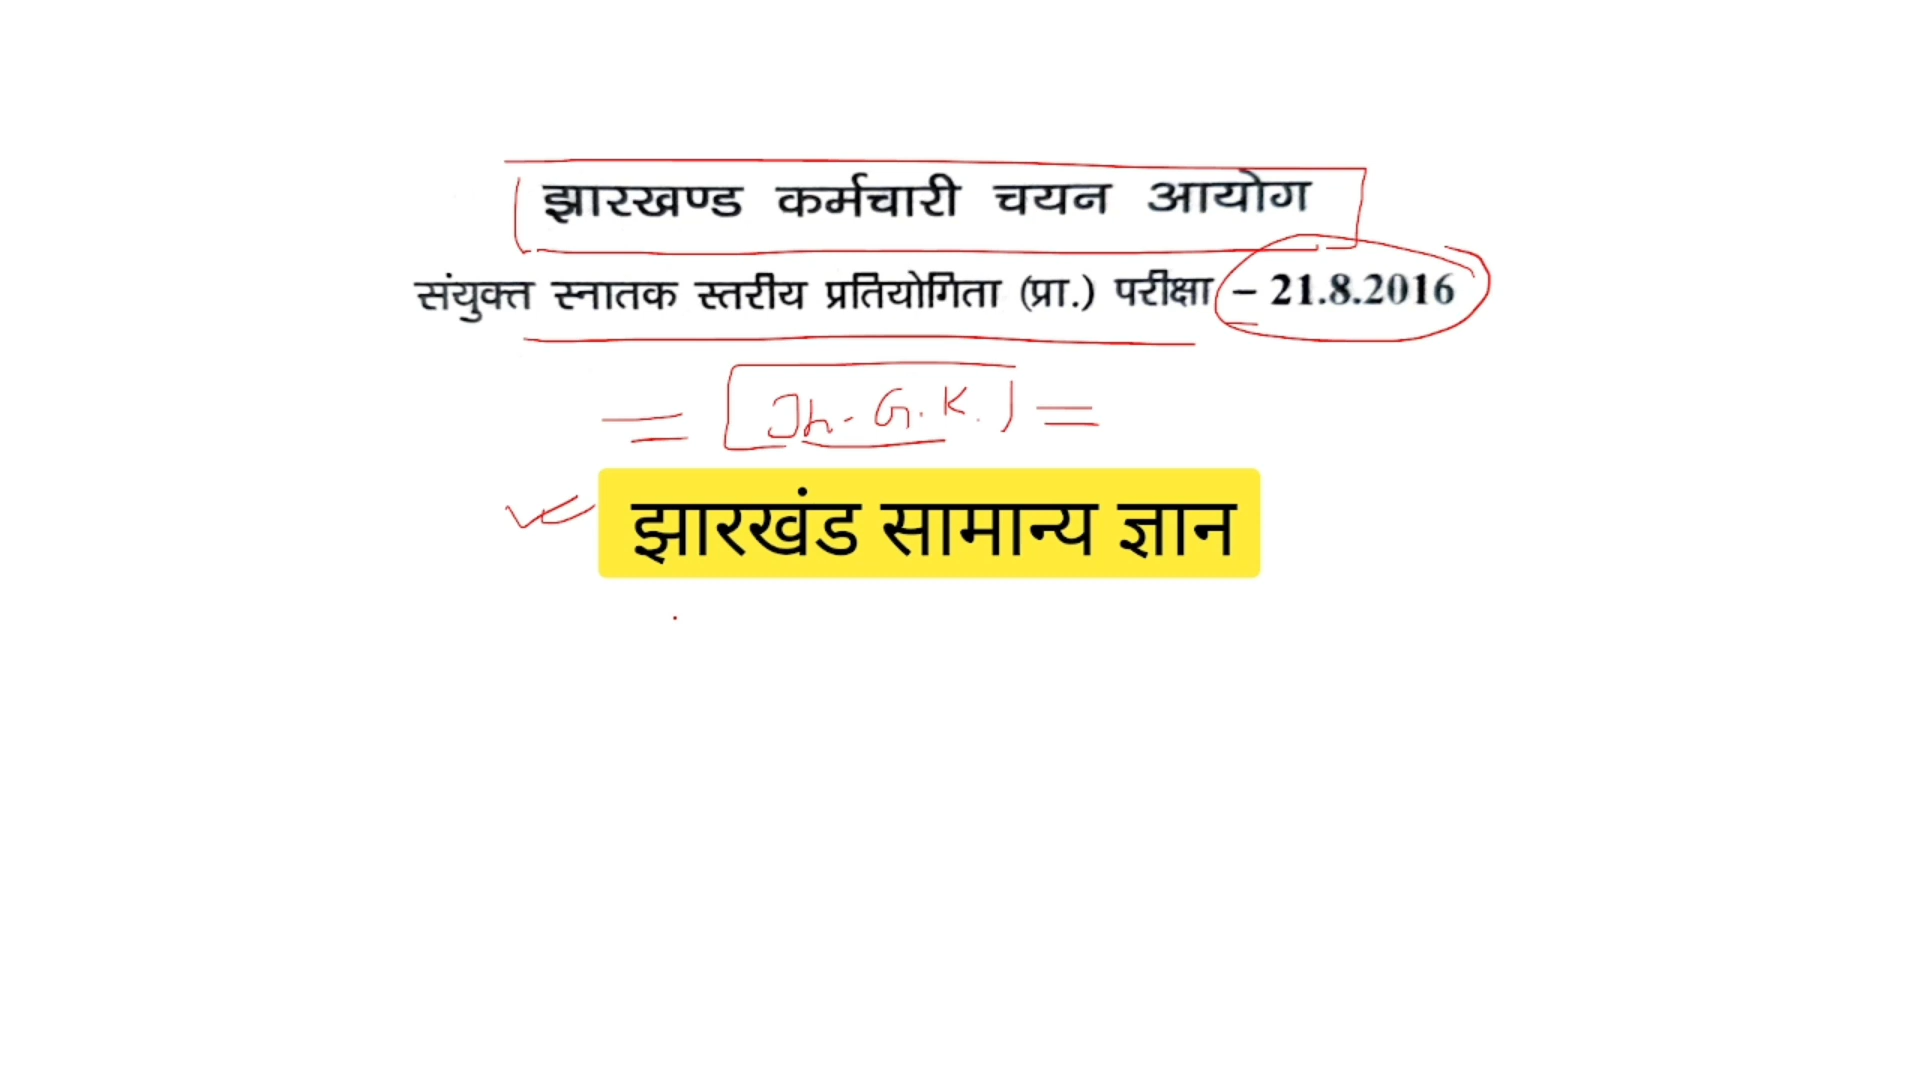 झारखण्ड कर्मचारी चयन आयोग
संयुक्त स्नातक स्तरीय प्रतियोगिता (प्रा.) परीक्षा – 21.8.2016
= [Jh. G.K.] =
झारखंड सामान्य ज्ञान